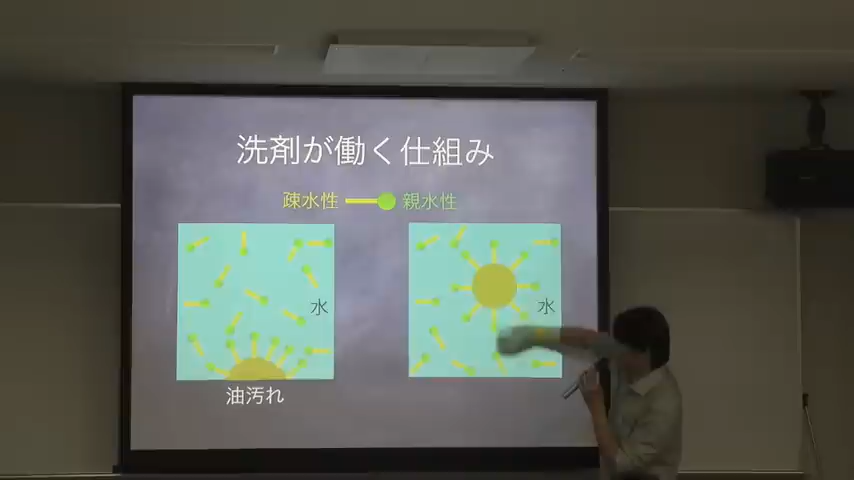 洗剤が働く仕組み
疎水性 親水性
水 水
油汚れ